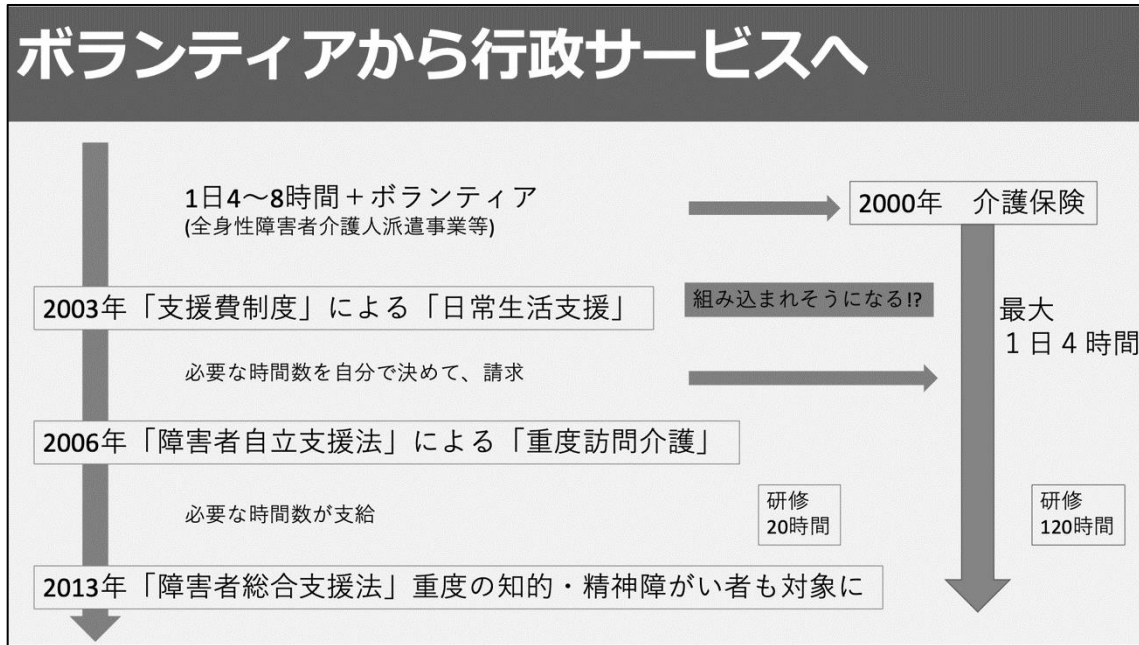 ボランティアから行政サービスへ
1日4〜8時間＋ボランティア
(全身性障害者介護人派遣事業等)
2000年　介護保険
2003年「支援費制度」による「日常生活支援」
組み込まれそうになる!?
最大
１日４時間
必要な時間数を自分で決めて、請求
2006年「障害者自立支援法」による「重度訪問介護」
必要な時間数が支給
研修
20時間
研修
120時間
2013年「障害者総合支援法」重度の知的・精神障がい者も対象に